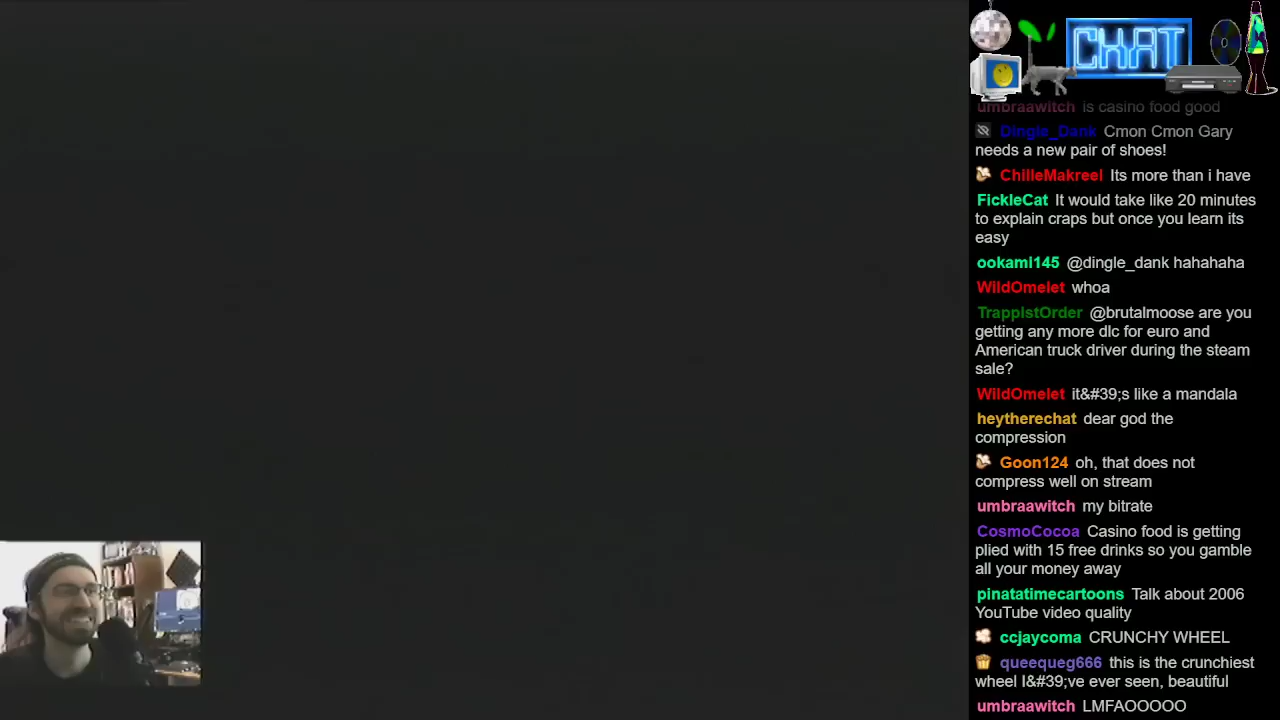 CHAT
umbraawitch is casino food good
Dingle_Dank Cmon Cmon Gary
needs a new pair of shoes!
ChilleMakreel Its more than i have
FickleCat It would take like 20 minutes
to explain craps but once you learn its
easy
ookami145 @dingle_dank hahahaha
WildOmelet whoa
TrappistOrder @brutalmoose are you
getting any more dlc for euro and
American truck driver during the steam
sale?
WildOmelet it&#39;s like a mandala
heytherechat dear god the
compression
Goon124 oh, that does not
compress well on stream
umbraawitch my bitrate
CosmoCocoa Casino food is getting
plied with 15 free drinks so you gamble
all your money away
pinatatimecartoons Talk about 2006
YouTube video quality
ccjaycoma CRUNCHY WHEEL
queequeg666 this is the crunchiest
wheel I&#39;ve ever seen, beautiful
umbraawitch LMFAOOOOO